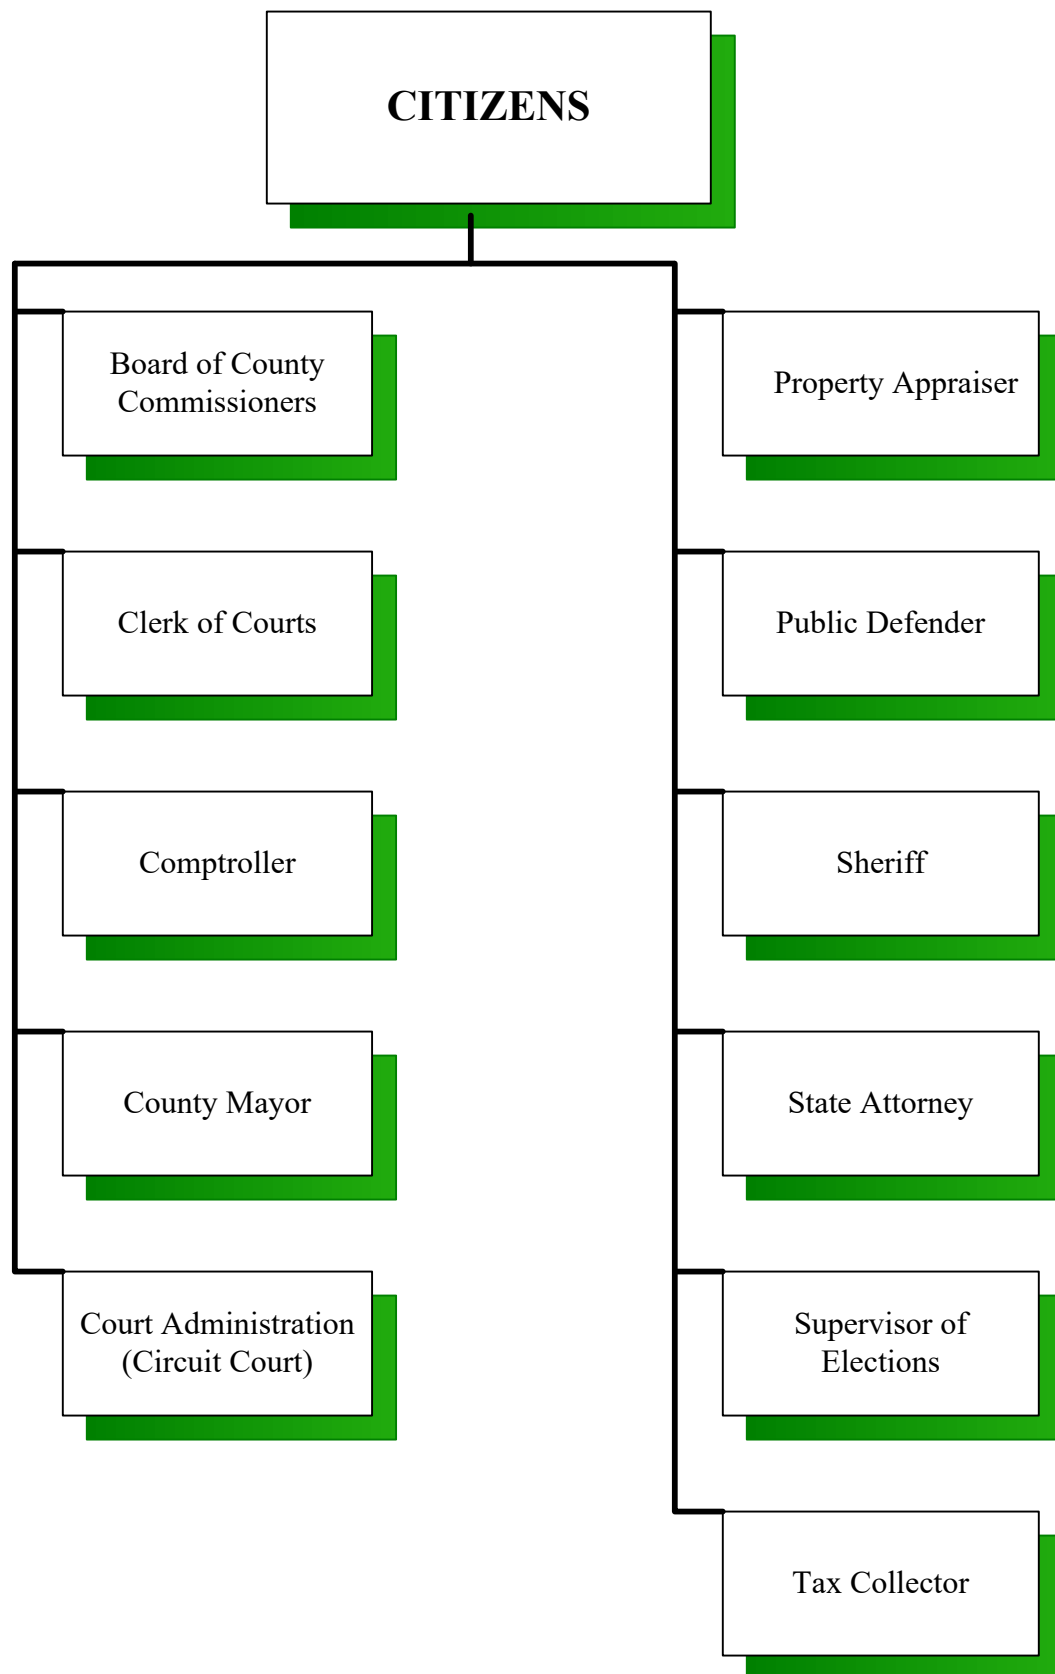 CITIZENS
Board of County
Commissioners
Clerk of Courts
Comptroller
County Mayor
Court Administration
(Circuit Court)
Property Appraiser
Public Defender
Sheriff
State Attorney
Supervisor of
Elections
Tax Collector